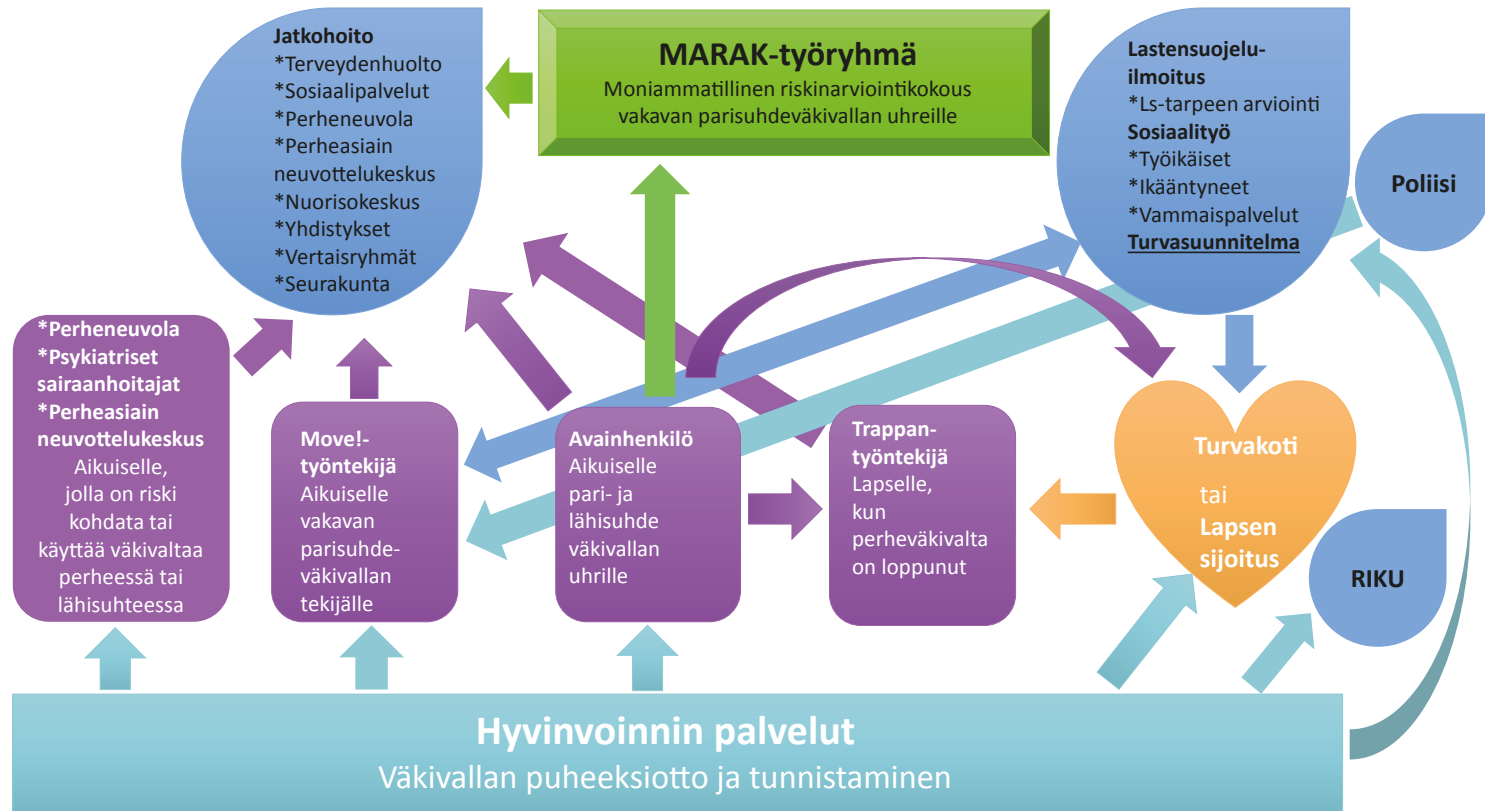 Jatkohoito
*Terveydenhuolto
*Sosiaalipalvelut
*Perheneuvola
*Perheasiain
neuvottelukeskus
*Nuorisokeskus
*Yhdistykset
*Vertaisryhmät
*Seurakunta
MARAK-työryhmä
Moniammatillinen riskinarviointikokous
vakavan parisuhdeväkivallan uhreille
Lastensuojelu-
ilmoitus
*Ls-tarpeen arviointi
Sosiaalityö
*Työikäiset
*Ikääntyneet
*Vammaispalvelut
Turvasuunnitelma
Poliisi
*Perheneuvola
*Psykiatriset
sairaanhoitajat
*Perheasiain
neuvottelukeskus
Aikuiselle,
jolla on riski
kohdata tai
käyttää väkivaltaa
perheessä tai
lähisuhteessa
Move!-
työntekijä
Aikuiselle
vakavan
parisuhde-
väkivallan
tekijälle
Avainhenkilö
Aikuiselle
pari- ja
lähisuhde
väkivallan
uhrille
Trappan-
työntekijä
Lapselle,
kun
perheväkivalta
on loppunut
Turvakoti
tai
Lapsen
sijoitus
RIKU
Hyvinvoinnin palvelut
Väkivallan puheeksiotto ja tunnistaminen